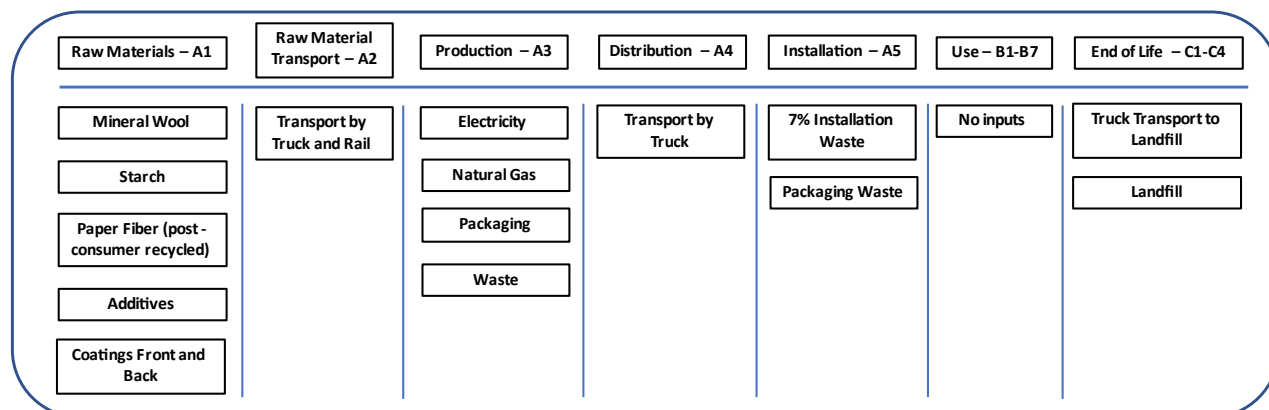 Raw Materials – A1
Raw Material
Transport – A2
Production – A3
Distribution – A4
Installation – A5
Use – B1-B7
End of Life – C1-C4
Mineral Wool
Starch
Paper Fiber (post -
consumer recycled)
Additives
Coatings Front and
Back
Transport by
Truck and Rail
Electricity
Natural Gas
Packaging
Waste
Transport by
Truck
7% Installation
Waste
Packaging Waste
No inputs
Truck Transport to
Landfill
Landfill